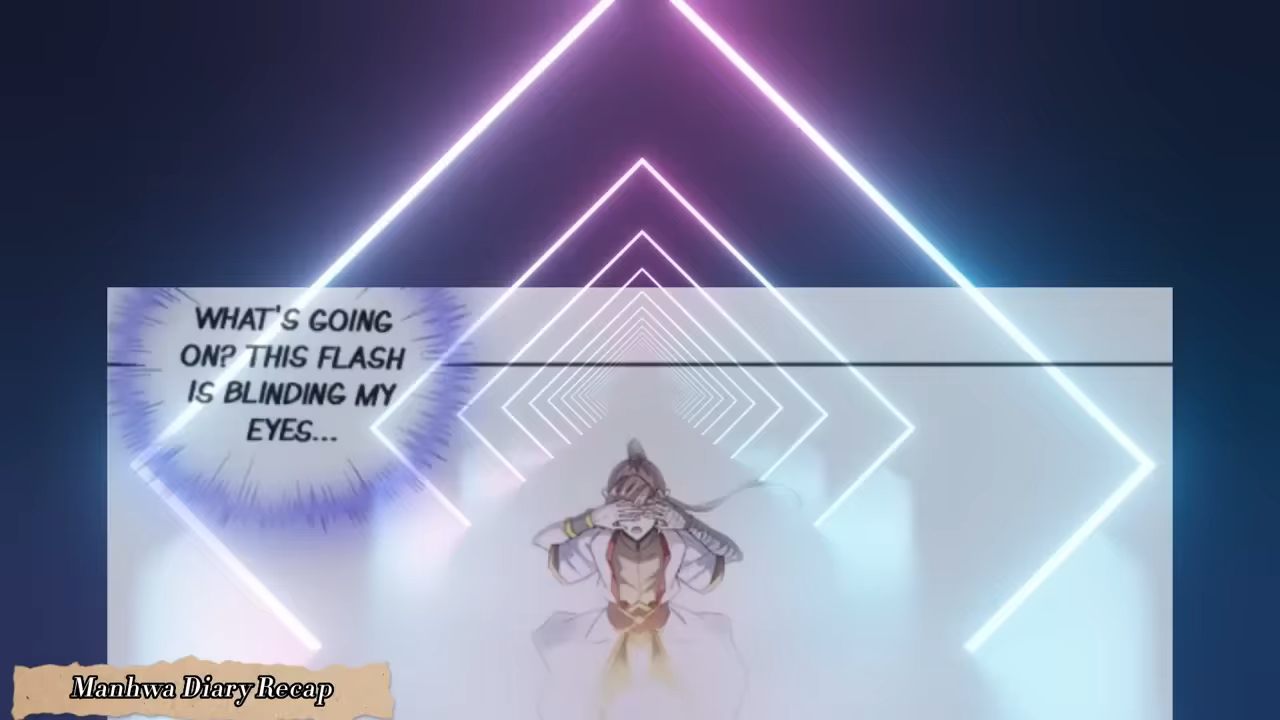 WHAT'S GOING
ON? THIS FLASH
IS BLINDING MY
EYES...
Manhwa Diary Recap